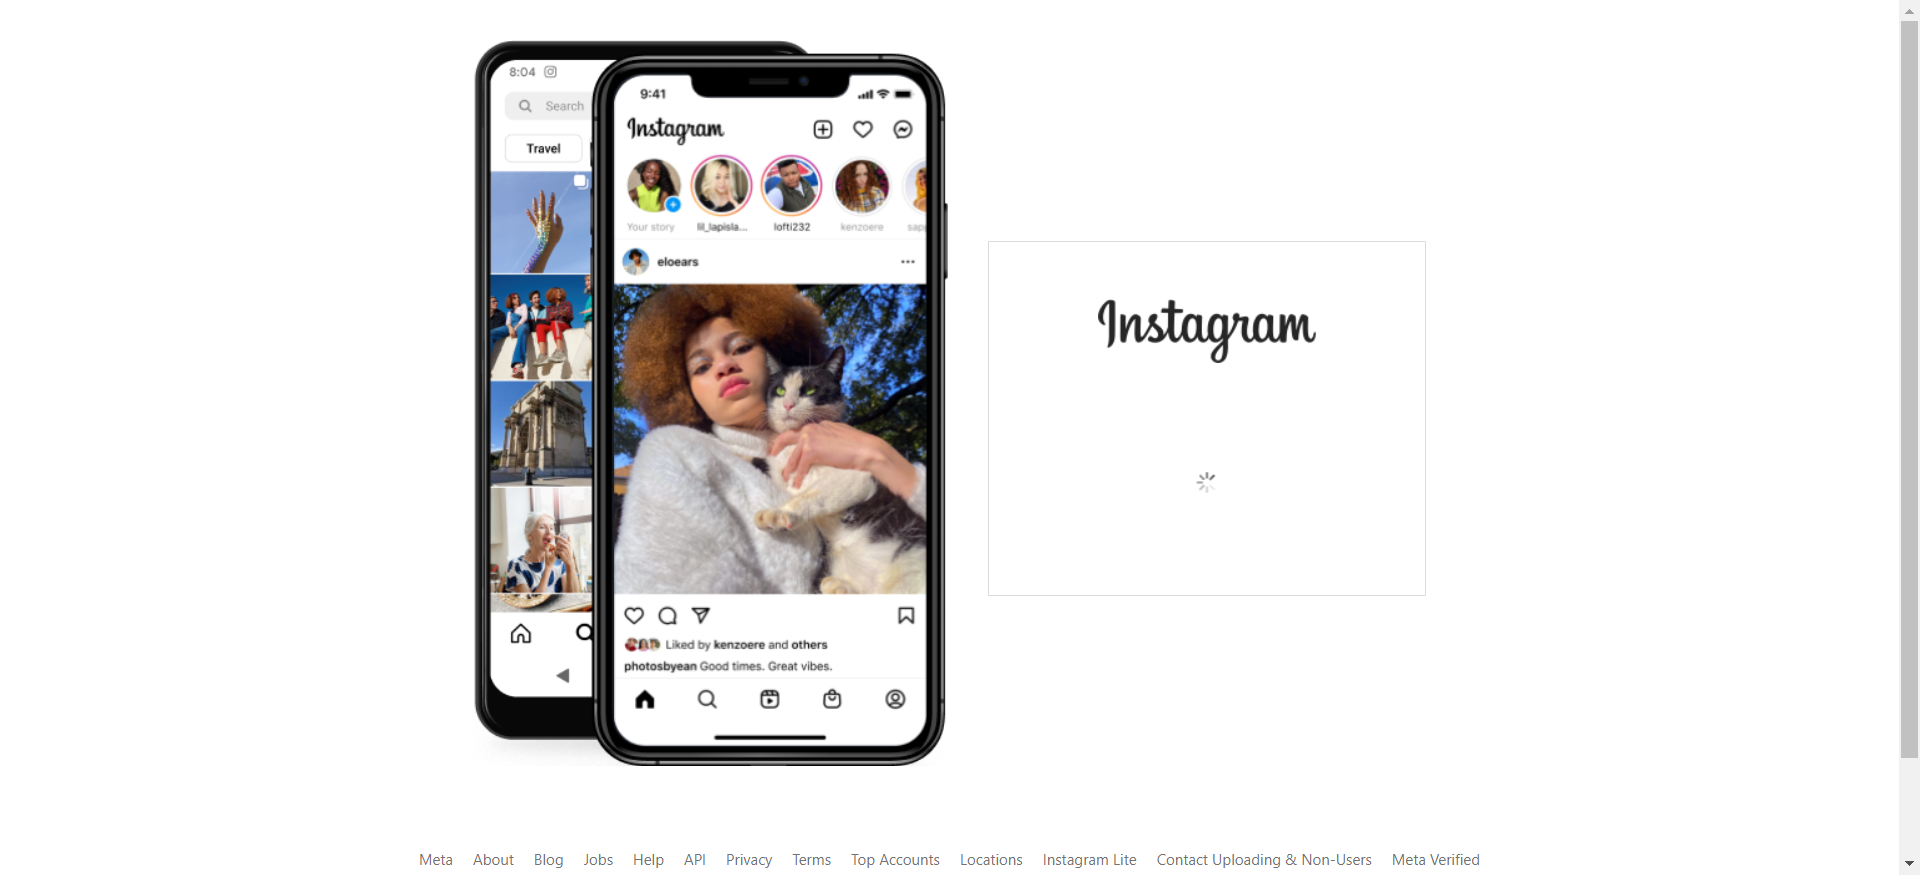 8:04
Search
Travel
9:41
Instagram
Your story
lil_lapisla...
lofti232
kenzoere
sap
eloears
Liked by kenzoere and others
photosbyean Good times. Great vibes.
Instagram
Meta About Blog Jobs Help API Privacy Terms Top Accounts Locations Instagram Lite Contact Uploading & Non-Users Meta Verified